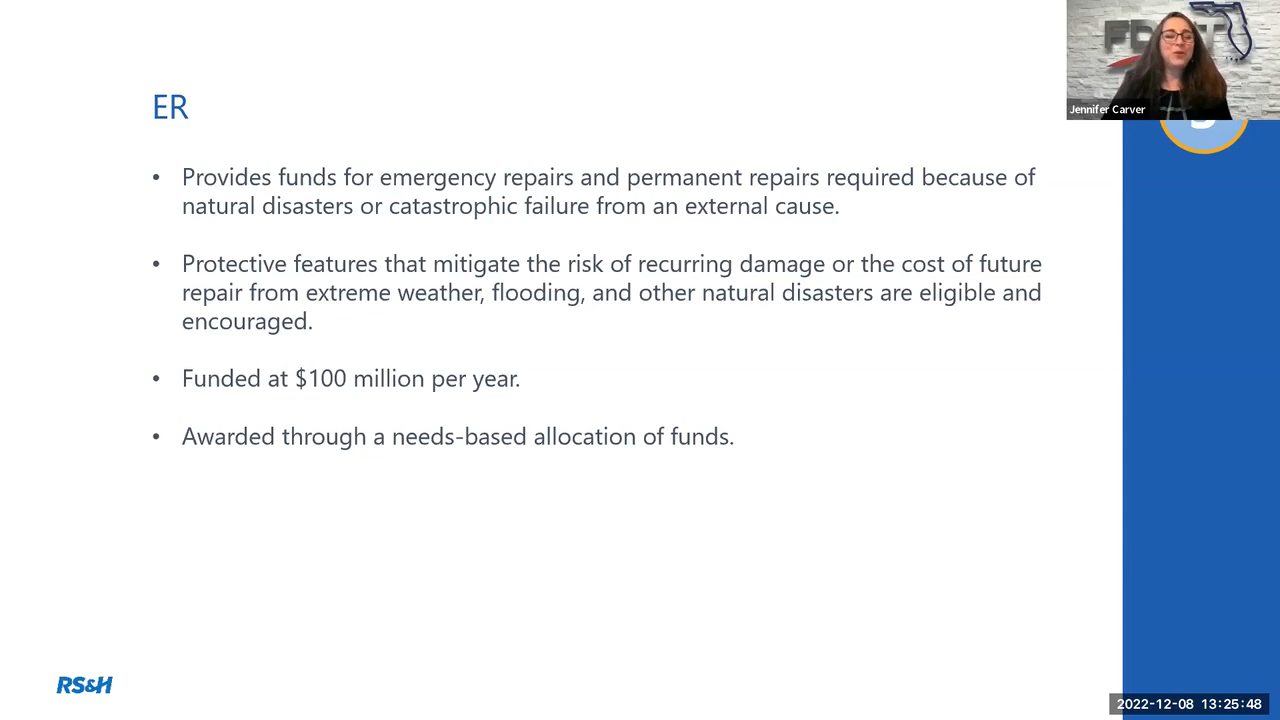 ER
• Provides funds for emergency repairs and permanent repairs required because of
natural disasters or catastrophic failure from an external cause.
• Protective features that mitigate the risk of recurring damage or the cost of future
repair from extreme weather, flooding, and other natural disasters are eligible and
encouraged.
• Funded at $100 million per year.
• Awarded through a needs-based allocation of funds.
Jennifer Carver
RS&H
2022-12-08 13:25:48